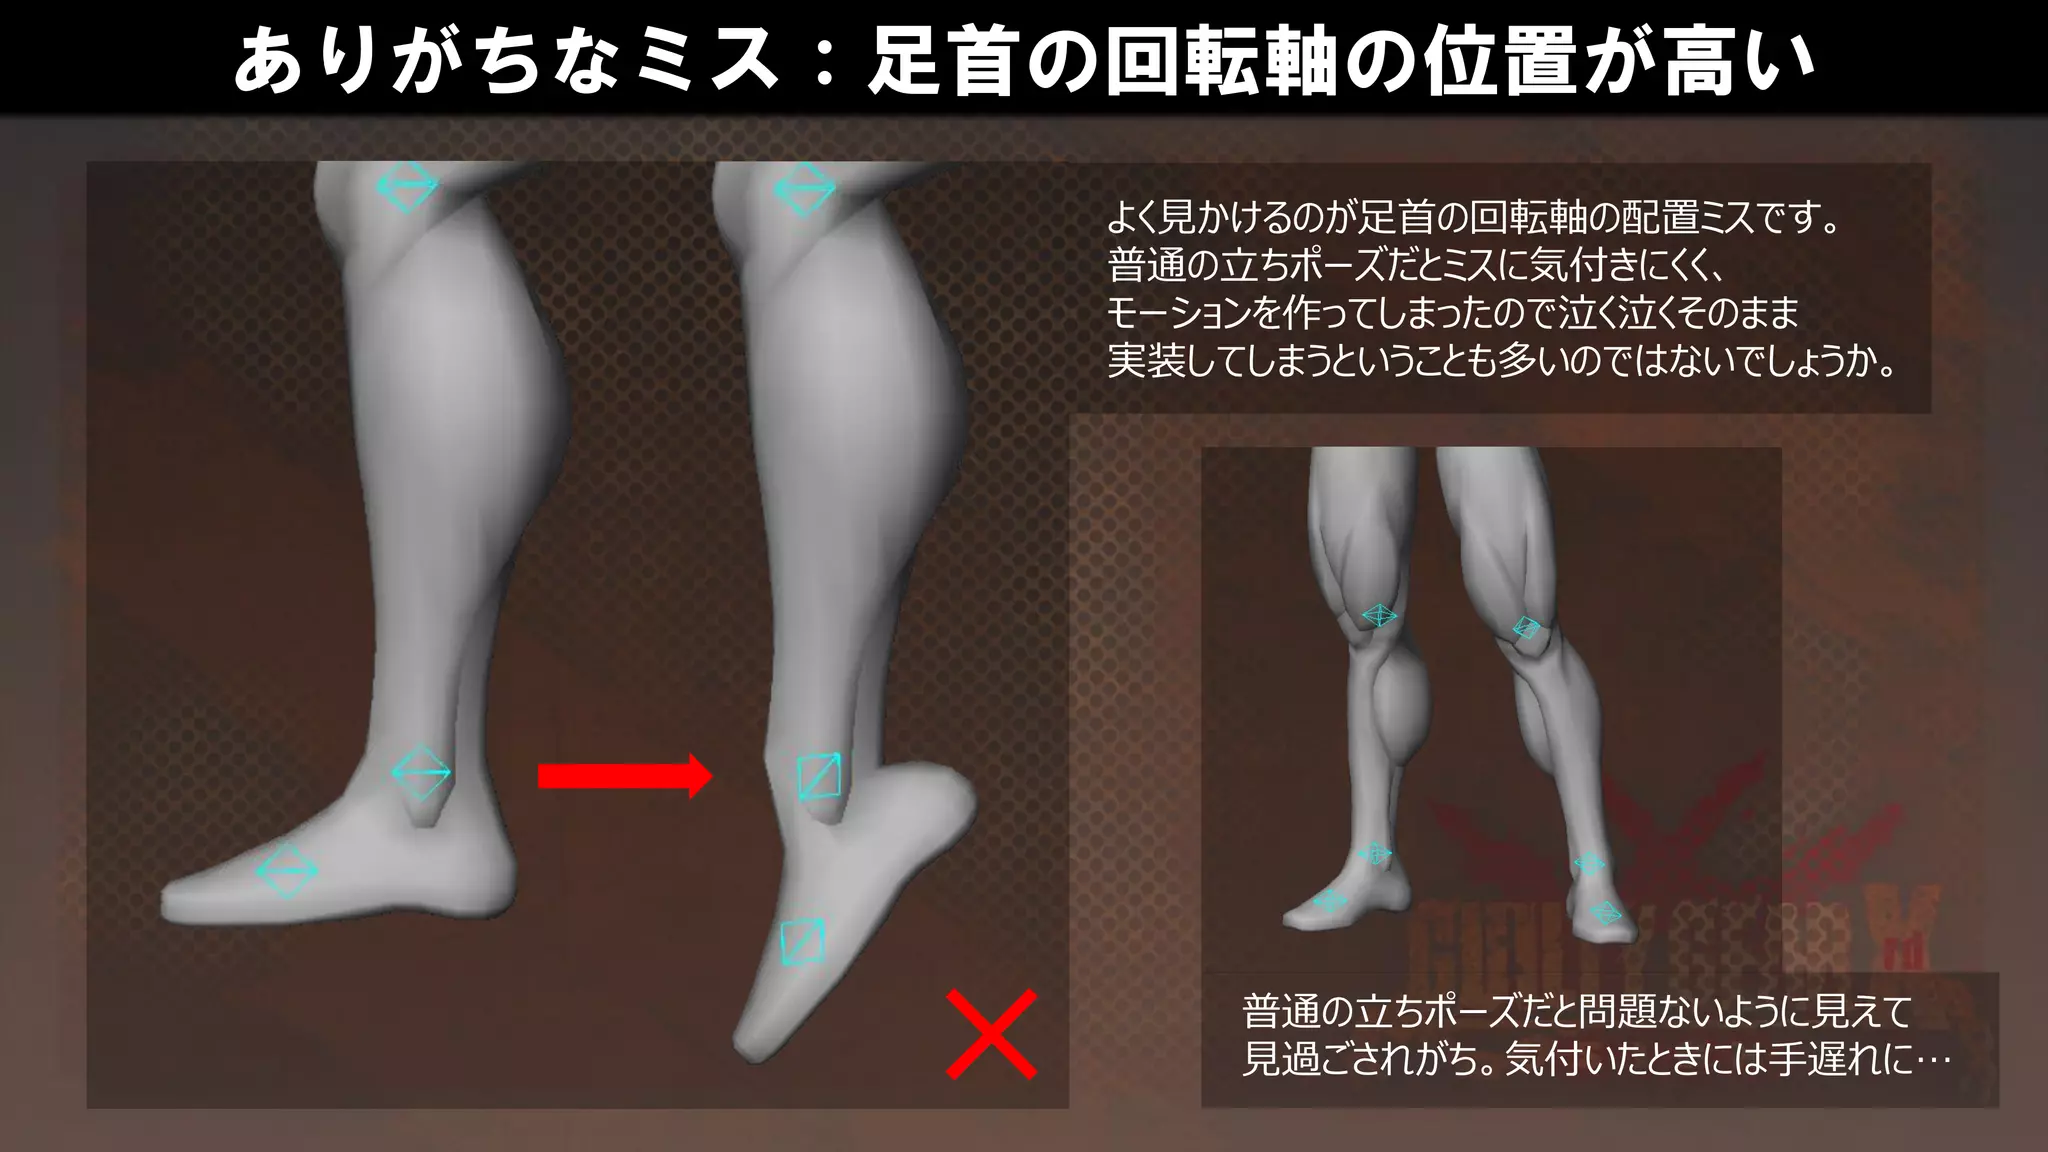 ありがちなミス：足首の回転軸の位置が高い
よく見かけるのが足首の回転軸の配置ミスです。
普通の立ちポーズだとミスに気付きにくく、
モーションを作ってしまったので泣く泣くそのまま
実装してしまうということも多いのではないでしょうか。
普通の立ちポーズだと問題ないように見えて
見過ごされがち。気付いたときには手遅れに…